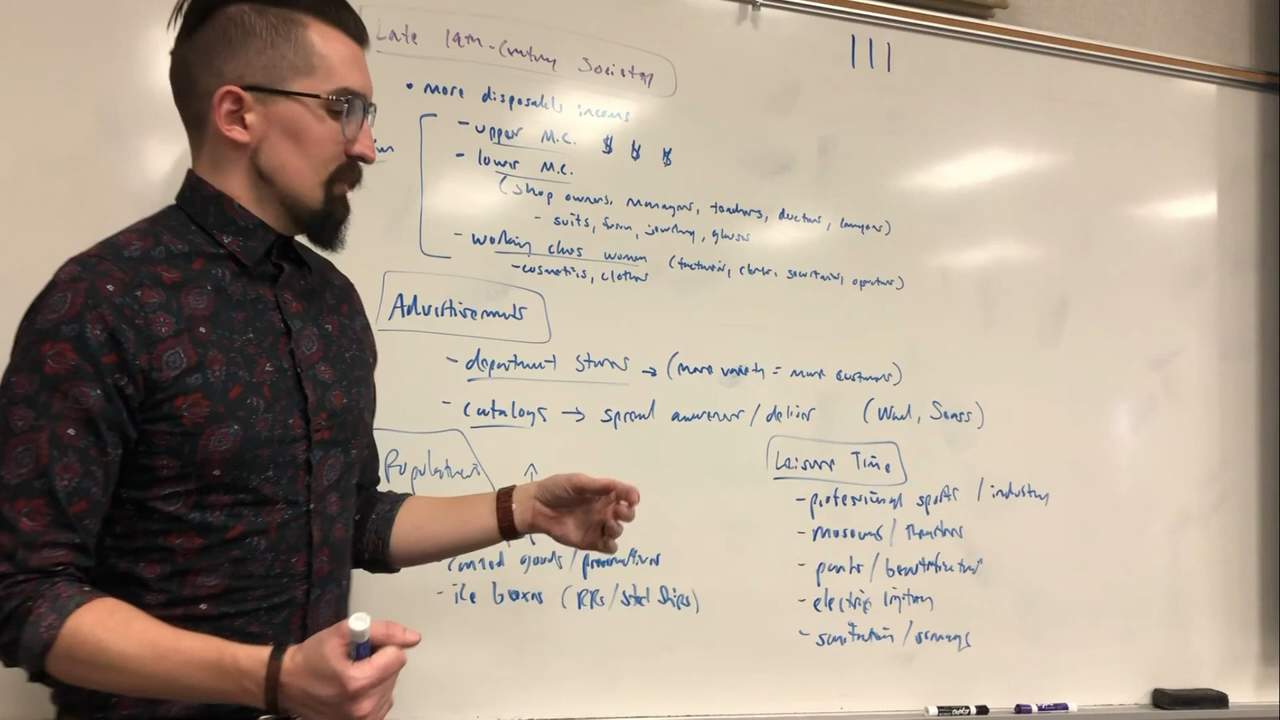 Late 19th-Century Society
III
• more disposable income
- upper M.C. $ $ $
- lower M.C.
(shop owners, managers, teachers, doctors, lawyers)
- suits, furn, jewelry, glasses
- working class women (factories, clerks, secretaries, operators)
- cosmetics, clothes
Advertisements
- department stores → (more variety = more customers)
- catalogs → spread awareness / deliver (Ward, Sears)
Population ↑
canned goods / preservatives
- ice boxes (RRs/steel ships)
Leisure Time
- professional sports / industry
- museums / theaters
- parks / beautification
- electric lighting
- sanitation / sewage